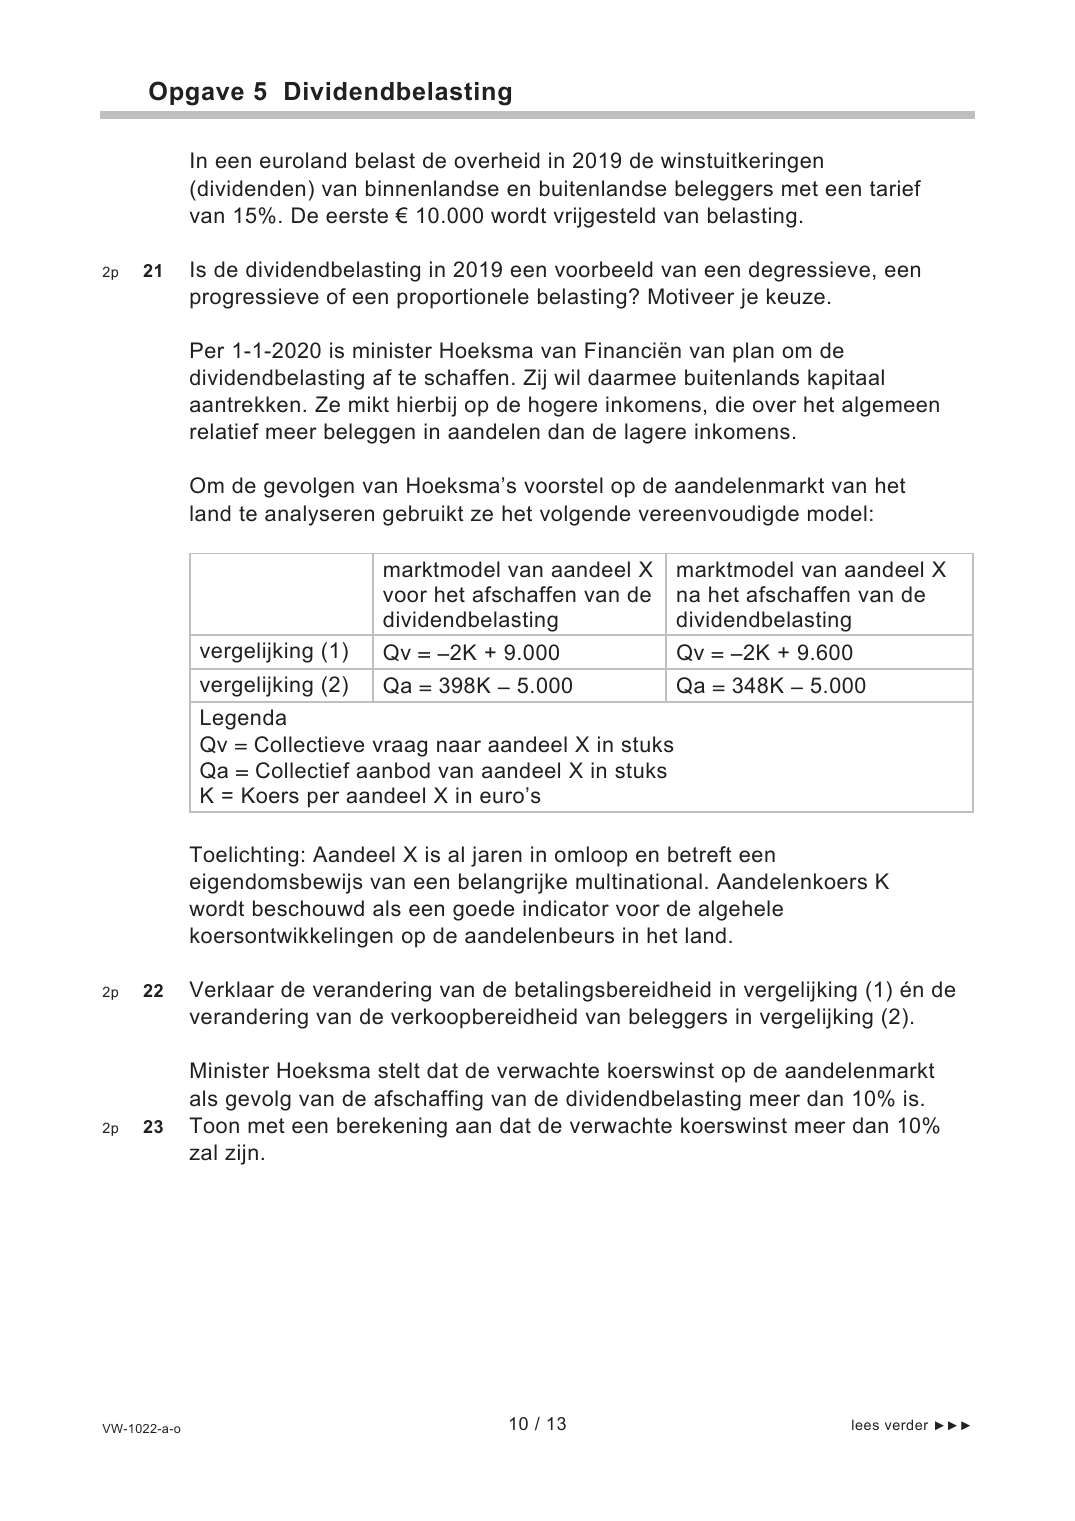 Opgave 5  Dividendbelasting
In een euroland belast de overheid in 2019 de winstuitkeringen
(dividenden) van binnenlandse en buitenlandse beleggers met een tarief
van 15%. De eerste € 10.000 wordt vrijgesteld van belasting.
2p 21 Is de dividendbelasting in 2019 een voorbeeld van een degressieve, een
progressieve of een proportionele belasting? Motiveer je keuze.
Per 1-1-2020 is minister Hoeksma van Financiën van plan om de
dividendbelasting af te schaffen. Zij wil daarmee buitenlands kapitaal
aantrekken. Ze mikt hierbij op de hogere inkomens, die over het algemeen
relatief meer beleggen in aandelen dan de lagere inkomens.
Om de gevolgen van Hoeksma’s voorstel op de aandelenmarkt van het
land te analyseren gebruikt ze het volgende vereenvoudigde model:
marktmodel van aandeel X marktmodel van aandeel X
voor het afschaffen van de na het afschaffen van de
dividendbelasting dividendbelasting
vergelijking (1) Qv = –2K + 9.000 Qv = –2K + 9.600
vergelijking (2) Qa = 398K – 5.000 Qa = 348K – 5.000
Legenda
Qv = Collectieve vraag naar aandeel X in stuks
Qa = Collectief aanbod van aandeel X in stuks
K = Koers per aandeel X in euro’s
Toelichting: Aandeel X is al jaren in omloop en betreft een
eigendomsbewijs van een belangrijke multinational. Aandelenkoers K
wordt beschouwd als een goede indicator voor de algehele
koersontwikkelingen op de aandelenbeurs in het land.
2p 22 Verklaar de verandering van de betalingsbereidheid in vergelijking (1) én de
verandering van de verkoopbereidheid van beleggers in vergelijking (2).
Minister Hoeksma stelt dat de verwachte koerswinst op de aandelenmarkt
als gevolg van de afschaffing van de dividendbelasting meer dan 10% is.
2p 23 Toon met een berekening aan dat de verwachte koerswinst meer dan 10%
zal zijn.
VW-1022-a-o 10 / 13 lees verder ►►►